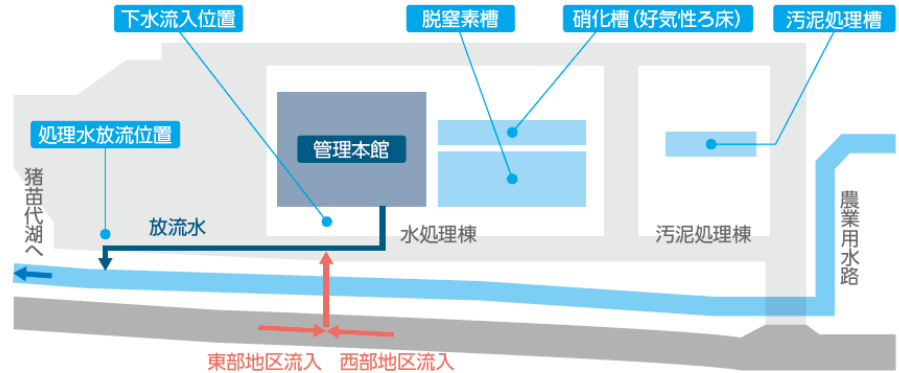 下水流入位置
脱窒素槽
硝化槽(好気性ろ床)
汚泥処理槽
処理水放流位置
管理本館
猪苗代湖へ
放流水
水処理棟
汚泥処理棟
農業用水路
東部地区流入
西部地区流入